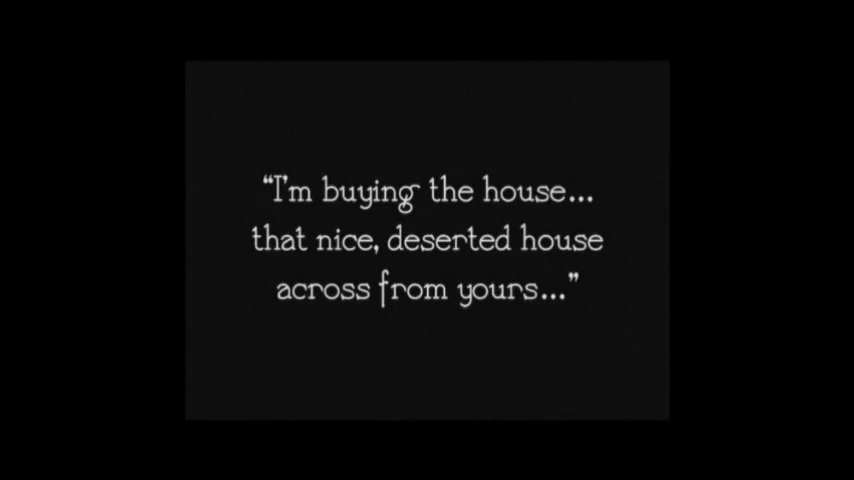 “I'm buying the house...
that nice, deserted house
across from yours...”